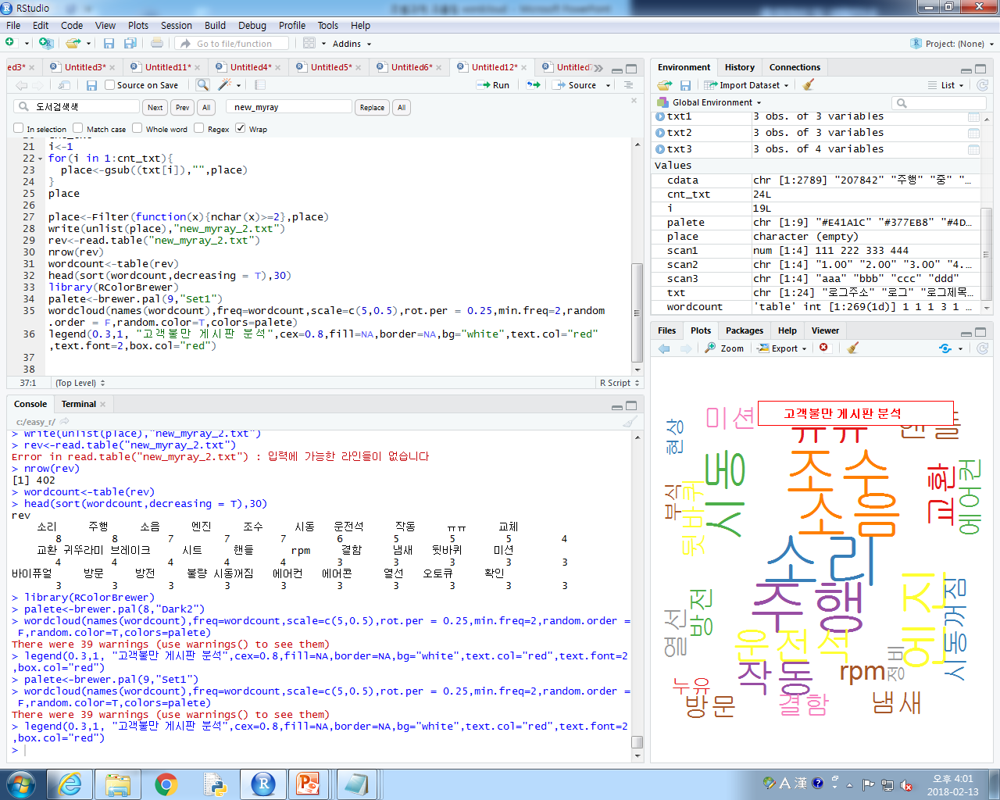 RStudio
File Edit Code View Plots Session Build Debug Profile Tools Help
Go to file/function Addins Project: (None)
ed3* Untitled3* Untitled11* Untitled4* Untitled5* Untitled6* Untitled12* Untitled
Source on Save Run Source
도서검색색 Next Prev All new_myray Replace All
In selection Match case Whole word Regex Wrap
21 i<-1
22 for(i in 1:cnt_txt){
23 place<-gsub((txt[i]),"",place)
24 }
25 place
26
27 place<-Filter(function(x){nchar(x)>=2},place)
28 write(unlist(place),"new_myray_2.txt")
29 rev<-read.table("new_myray_2.txt")
30 nrow(rev)
31 wordcount<-table(rev)
32 head(sort(wordcount,decreasing = T),30)
33 library(RColorBrewer)
34 palete<-brewer.pal(9,"Set1")
35 wordcloud(names(wordcount),freq=wordcount,scale=c(5,0.5),rot.per = 0.25,min.freq=2,random
.order = F,random.color=T,colors=palete)
36 legend(0.3,1, "고객불만 게시판 분석",cex=0.8,fill=NA,border=NA,bg="white",text.col="red"
,text.font=2,box.col="red")
37
38
37:1 (Top Level) R Script
Console Terminal
c:/easy_r/
> write(unlist(place),"new_myray_2.txt")
> rev<-read.table("new_myray_2.txt")
Error in read.table("new_myray_2.txt") : 입력에 가능한 라인들이 없습니다
> nrow(rev)
[1] 402
> wordcount<-table(rev)
> head(sort(wordcount,decreasing = T),30)
rev
소리 주행 소음 엔진 조수 시동 운전석 작동 ㅠㅠ 교체
8 8 7 7 7 7 6 5 5 5 4
교환 귀뚜라미 브레이크 시트 핸들 rpm 결함 냄새 뒷바퀴 미션
4 4 4 4 4 3 3 3 3 3
바이퓨얼 방문 방전 불량 시동꺼짐 에어컨 에어콘 열선 오토큐 확인
3 3 3 3 3 3 3 3 3 3
> library(RColorBrewer)
> palete<-brewer.pal(8,"Dark2")
> wordcloud(names(wordcount),freq=wordcount,scale=c(5,0.5),rot.per = 0.25,min.freq=2,random.order =
F,random.color=T,colors=palete)
There were 39 warnings (use warnings() to see them)
> legend(0.3,1, "고객불만 게시판 분석",cex=0.8,fill=NA,border=NA,bg="white",text.col="red",text.font=2
,box.col="red")
> palete<-brewer.pal(9,"Set1")
> wordcloud(names(wordcount),freq=wordcount,scale=c(5,0.5),rot.per = 0.25,min.freq=2,random.order =
F,random.color=T,colors=palete)
There were 39 warnings (use warnings() to see them)
> legend(0.3,1, "고객불만 게시판 분석",cex=0.8,fill=NA,border=NA,bg="white",text.col="red",text.font=2
,box.col="red")
>
Environment History Connections
Import Dataset List
Global Environment
txt1 3 obs. of 3 variables
txt2 3 obs. of 3 variables
txt3 3 obs. of 4 variables
Values
cdata chr [1:2789] "207842" "주행" "중" "…
cnt_txt 24L
i 19L
palete chr [1:9] "#E41A1C" "#377EB8" "#4D…
place character (empty)
scan1 num [1:4] 111 222 333 444
scan2 chr [1:4] "1.00" "2.00" "3.00" "4.…
scan3 chr [1:4] "aaa" "bbb" "ccc" "ddd"
txt chr [1:24] "로그주소" "로그" "로그제목…
wordcount 'table' int [1:269(1d)] 1 1 1 3 1 …
Files Plots Packages Help Viewer
Zoom Export
고객불만 게시판 분석
미션
현상
ㅠㅠ
시동
조수
교환
에어컨
부식
뒷바퀴
소음
소리
주행
엔진
시동꺼짐
열선
방전
운전석
작동
rpm
정비
누유
방문
결함
냄새
A 漢
오후 4:01
2018-02-13